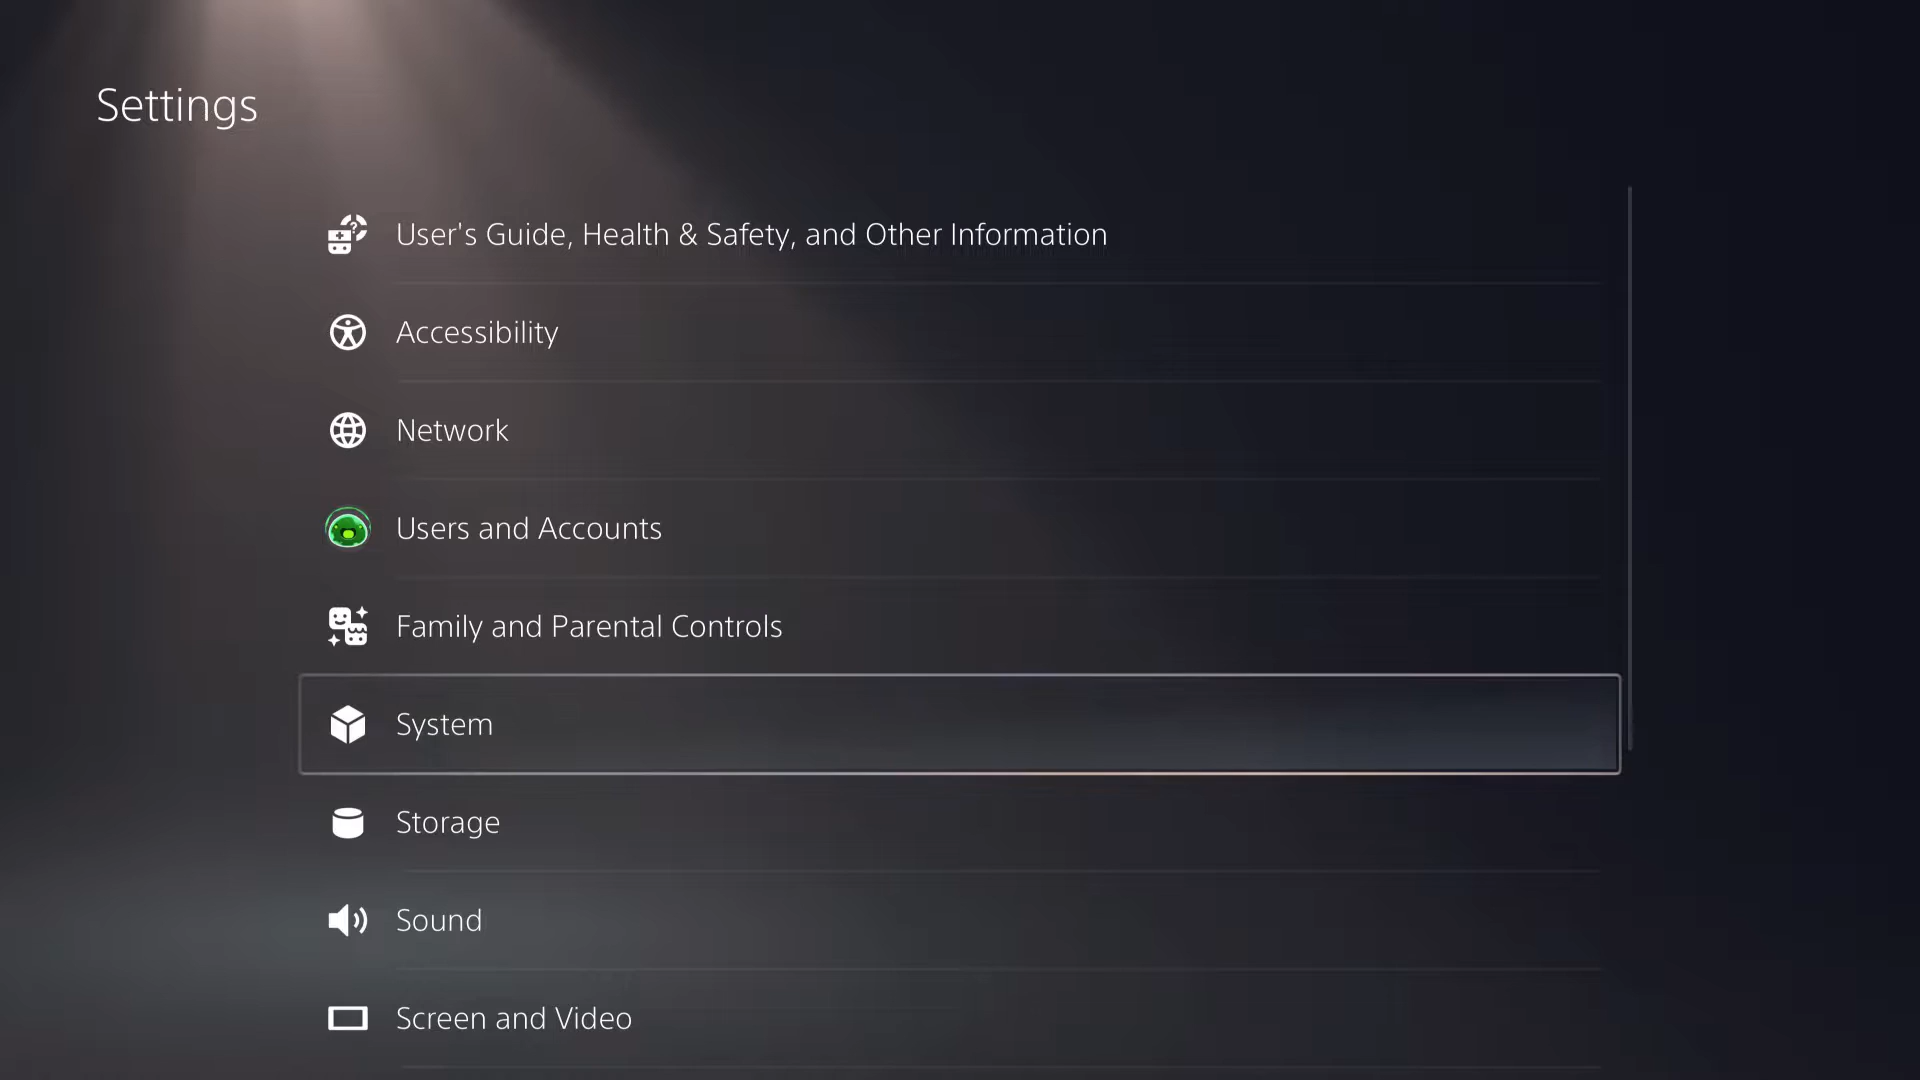 Settings
User's Guide, Health & Safety, and Other Information
Accessibility
Network
Users and Accounts
Family and Parental Controls
System
Storage
Sound
Screen and Video